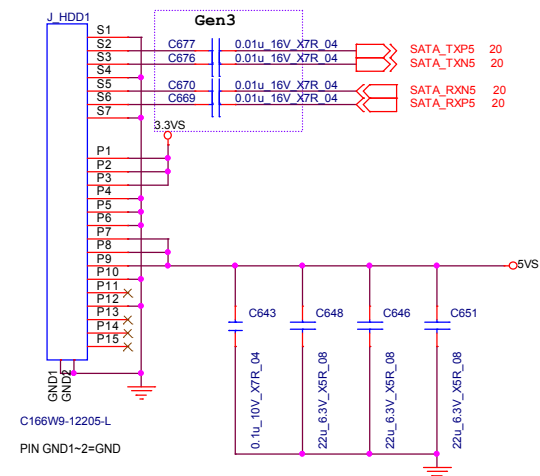 J_HDD1
Gen3
S1
S2
S3
S4
S5
S6
S7
C677
C676
C670
C669
0.01u_16V_X7R_04
0.01u_16V_X7R_04
0.01u_16V_X7R_04
0.01u_16V_X7R_04
SATA_TXP5 20
SATA_TXN5 20
SATA_RXN5 20
SATA_RXP5 20
3.3VS
P1
P2
P3
P4
P5
P6
P7
P8
P9
P10
P11
P12
P13
P14
P15
5VS
C643
C648
C646
C651
0.1u_10V_X7R_04
22u_6.3V_X5R_08
22u_6.3V_X5R_08
22u_6.3V_X5R_08
GND1
GND2
C166W9-12205-L
PIN GND1~2=GND